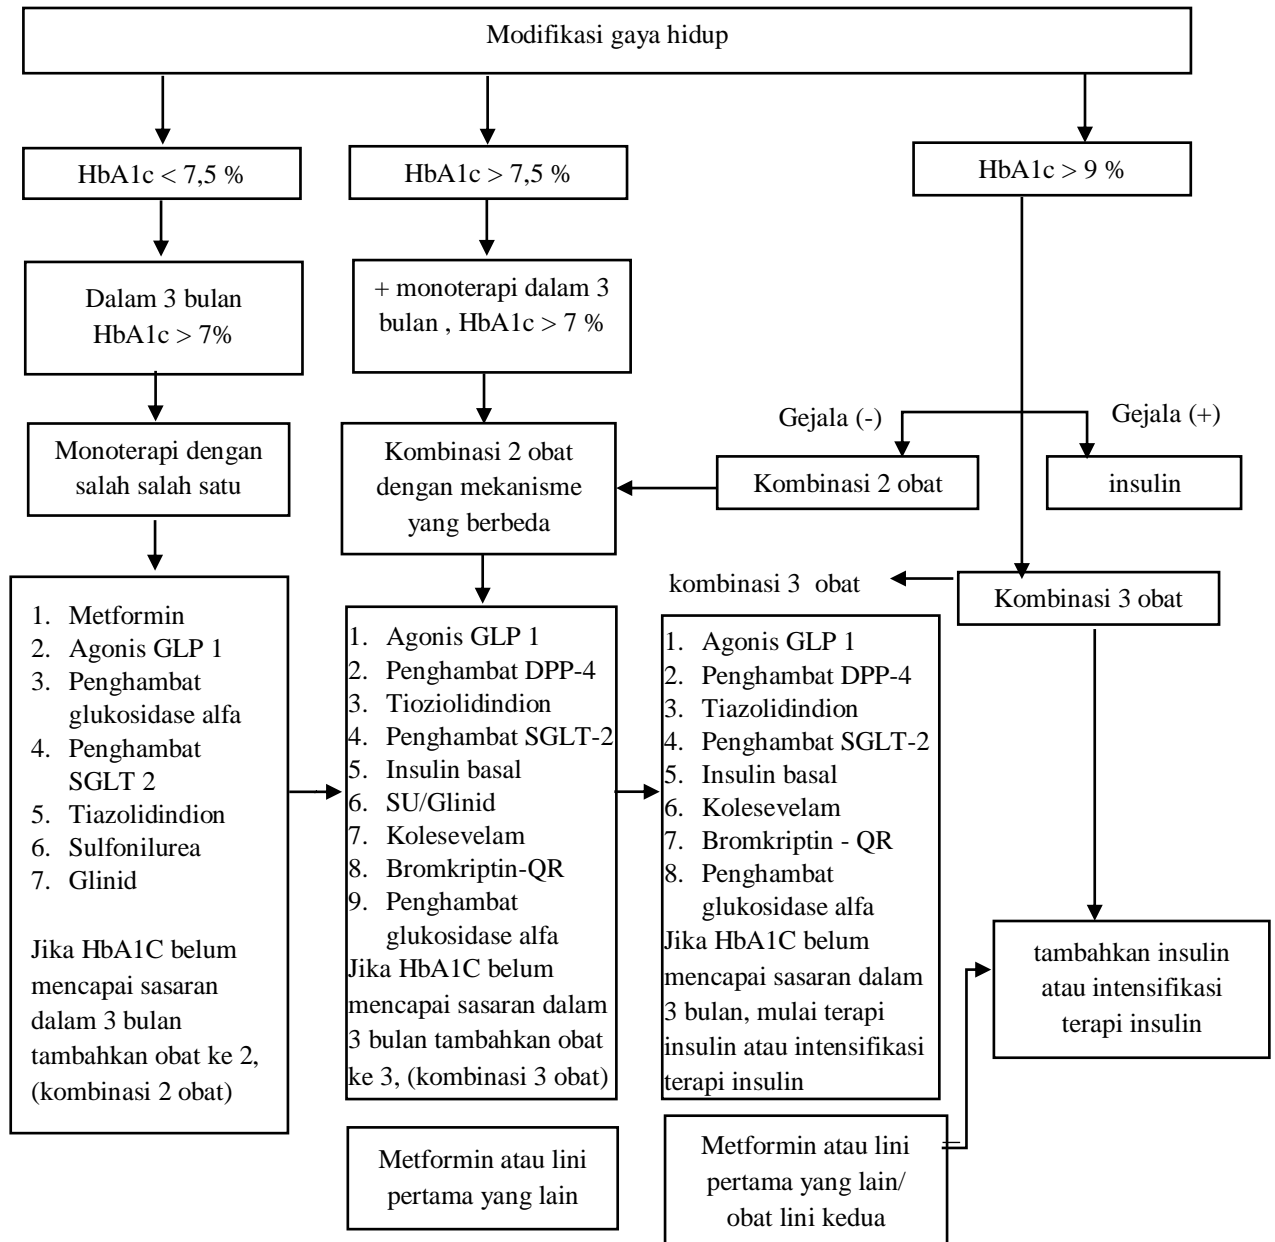 Modifikasi gaya hidup
HbA1c < 7,5 %
HbA1c > 7,5 %
HbA1c > 9 %
Dalam 3 bulan
HbA1c > 7%
+ monoterapi dalam 3
bulan , HbA1c > 7 %
Gejala (-)
Gejala (+)
Monoterapi dengan
salah salah satu
Kombinasi 2 obat
dengan mekanisme
yang berbeda
Kombinasi 2 obat
insulin
kombinasi 3 obat
Kombinasi 3 obat
1. Metformin
2. Agonis GLP 1
3. Penghambat
glukosidase alfa
4. Penghambat
SGLT 2
5. Tiazolidindion
6. Sulfonilurea
7. Glinid
Jika HbA1C belum
mencapai sasaran
dalam 3 bulan
tambahkan obat ke 2,
(kombinasi 2 obat)
1. Agonis GLP 1
2. Penghambat DPP-4
3. Tioziolidindion
4. Penghambat SGLT-2
5. Insulin basal
6. SU/Glinid
7. Kolesevelam
8. Bromkriptin-QR
9. Penghambat
glukosidase alfa
Jika HbA1C belum
mencapai sasaran dalam
3 bulan tambahkan obat
ke 3, (kombinasi 3 obat)
1. Agonis GLP 1
2. Penghambat DPP-4
3. Tiazolidindion
4. Penghambat SGLT-2
5. Insulin basal
6. Kolesevelam
7. Bromkriptin - QR
8. Penghambat
glukosidase alfa
Jika HbA1C belum
mencapai sasaran dalam
3 bulan, mulai terapi
insulin atau intensifikasi
terapi insulin
tambahkan insulin
atau intensifikasi
terapi insulin
Metformin atau lini
pertama yang lain
Metformin atau lini
pertama yang lain/
obat lini kedua